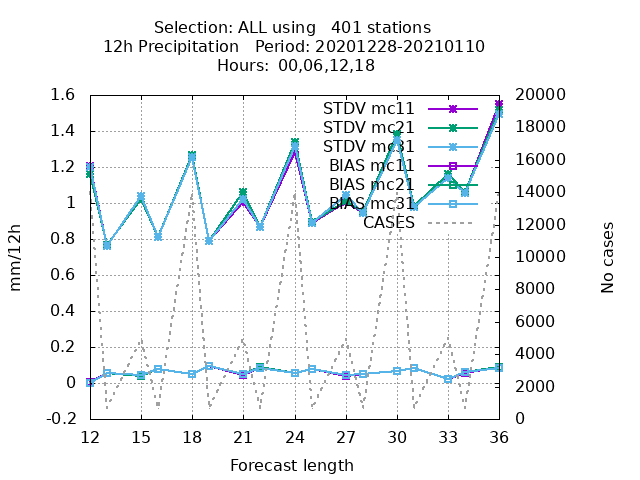 Selection: ALL using   401 stations
12h Precipitation   Period: 20201228-20210110
Hours:  00,06,12,18
1.6
1.4
1.2
1
0.8
0.6
0.4
0.2
0
-0.2
mm/12h
STDV mc11
STDV mc21
STDV mc31
BIAS mc11
BIAS mc21
BIAS mc31
CASES
20000
18000
16000
14000
12000
10000
8000
6000
4000
2000
0
No cases
12 15 18 21 24 27 30 33 36
Forecast length